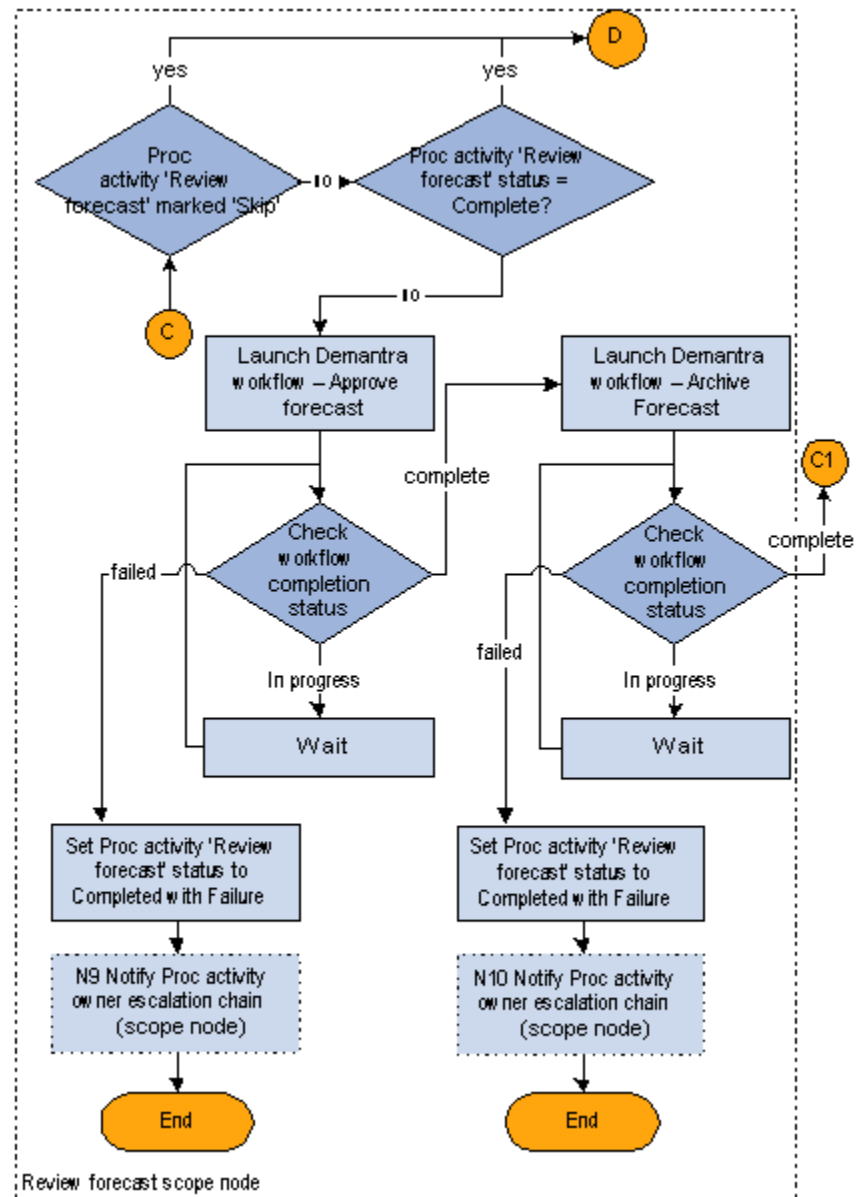 D
yes
yes
Proc
activity 'Review
forecast' marked 'Skip'
no
Proc activity 'Review
forecast' status =
Complete?
no
C
Launch Demantra
workflow – Approve
forecast
Launch Demantra
workflow – Archive
Forecast
complete
C1
complete
Check
workflow
completion
status
failed
Check
workflow
completion
status
failed
In progress
In progress
Wait
Wait
Set Proc activity 'Review
forecast' status to
Completed with Failure
Set Proc activity 'Review
forecast' status to
Completed with Failure
N9 Notify Proc activity
owner escalation chain
(scope node)
N10 Notify Proc activity
owner escalation chain
(scope node)
End
End
Review forecast scope node